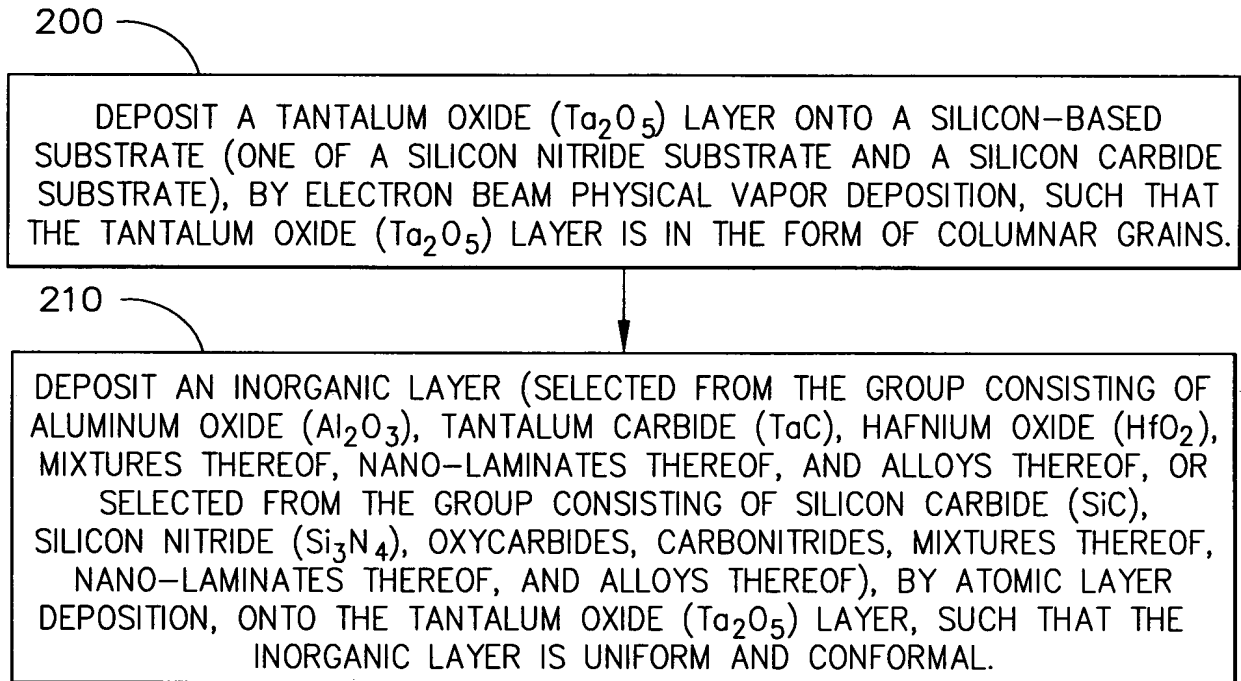 200
DEPOSIT A TANTALUM OXIDE (Ta₂O₅) LAYER ONTO A SILICON–BASED
SUBSTRATE (ONE OF A SILICON NITRIDE SUBSTRATE AND A SILICON CARBIDE
SUBSTRATE), BY ELECTRON BEAM PHYSICAL VAPOR DEPOSITION, SUCH THAT
THE TANTALUM OXIDE (Ta₂O₅) LAYER IS IN THE FORM OF COLUMNAR GRAINS.
210
DEPOSIT AN INORGANIC LAYER (SELECTED FROM THE GROUP CONSISTING OF
ALUMINUM OXIDE (Al₂O₃), TANTALUM CARBIDE (TaC), HAFNIUM OXIDE (HfO₂),
MIXTURES THEREOF, NANO–LAMINATES THEREOF, AND ALLOYS THEREOF, OR
SELECTED FROM THE GROUP CONSISTING OF SILICON CARBIDE (SiC),
SILICON NITRIDE (Si₃N₄), OXYCARBIDES, CARBONITRIDES, MIXTURES THEREOF,
NANO–LAMINATES THEREOF, AND ALLOYS THEREOF), BY ATOMIC LAYER
DEPOSITION, ONTO THE TANTALUM OXIDE (Ta₂O₅) LAYER, SUCH THAT THE
INORGANIC LAYER IS UNIFORM AND CONFORMAL.